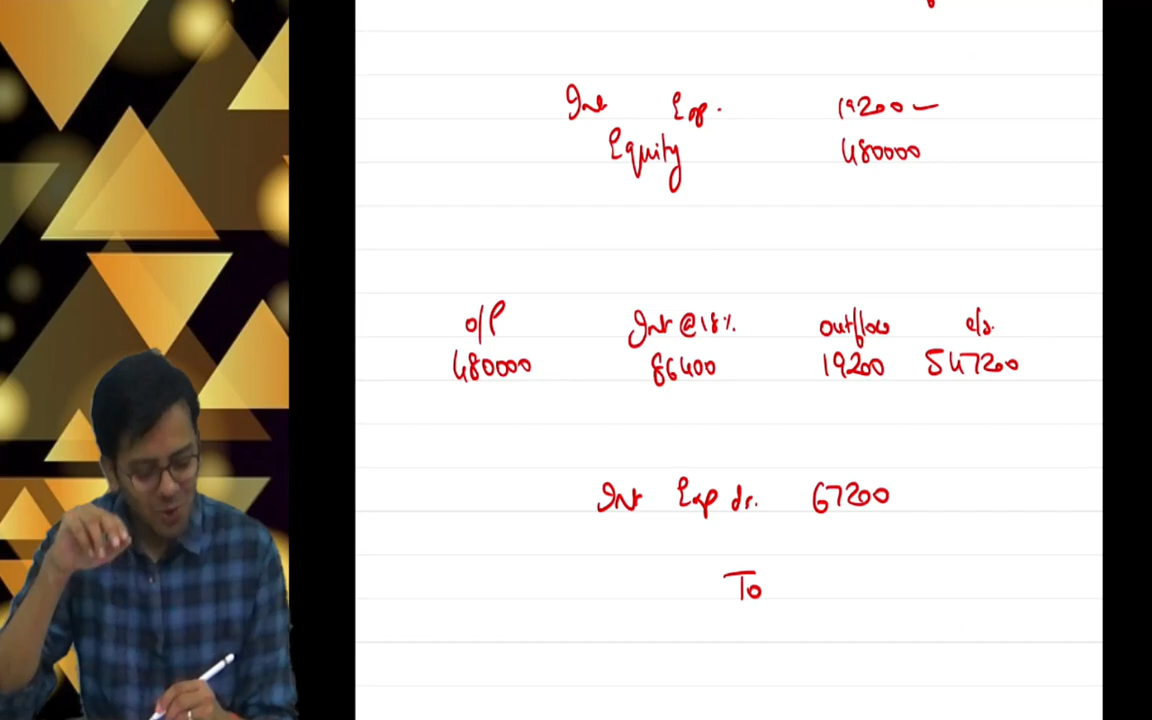 Int Exp. 19200 —
Equity 480000
o/p Int @ 18%. outflow c/s.
480000 86400 19200 547200
Int Exp dr. 67200
To